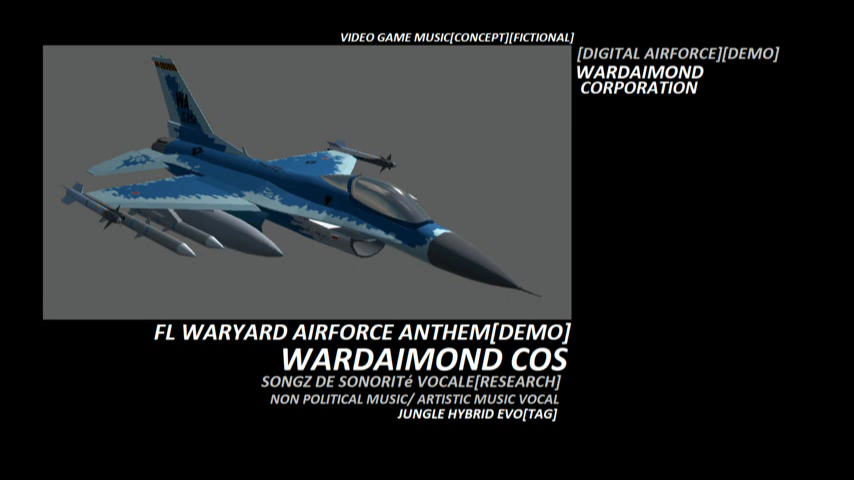 VIDEO GAME MUSIC[CONCEPT][FICTIONAL]
[DIGITAL AIRFORCE][DEMO]
WARDAIMOND
CORPORATION
WA
FL WARYARD AIRFORCE ANTHEM[DEMO]
WARDAIMOND COS
SONGZ DE SONORITé VOCALE[RESEARCH]
NON POLITICAL MUSIC/ ARTISTIC MUSIC VOCAL
JUNGLE HYBRID EVO[TAG]